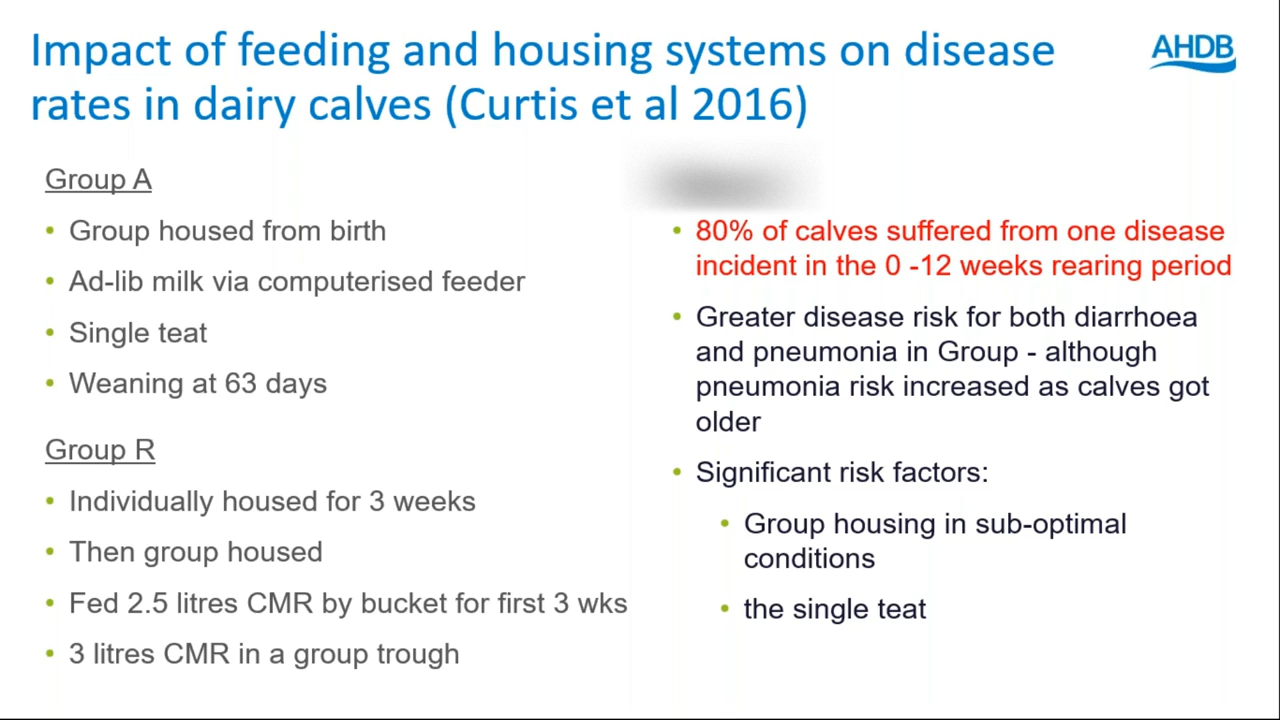 Impact of feeding and housing systems on disease
rates in dairy calves (Curtis et al 2016)
AHDB
Group A
• Group housed from birth
• Ad-lib milk via computerised feeder
• Single teat
• Weaning at 63 days
Group R
• Individually housed for 3 weeks
• Then group housed
• Fed 2.5 litres CMR by bucket for first 3 wks
• 3 litres CMR in a group trough
• 80% of calves suffered from one disease
incident in the 0 -12 weeks rearing period
• Greater disease risk for both diarrhoea
and pneumonia in Group - although
pneumonia risk increased as calves got
older
• Significant risk factors:
• Group housing in sub-optimal
conditions
• the single teat